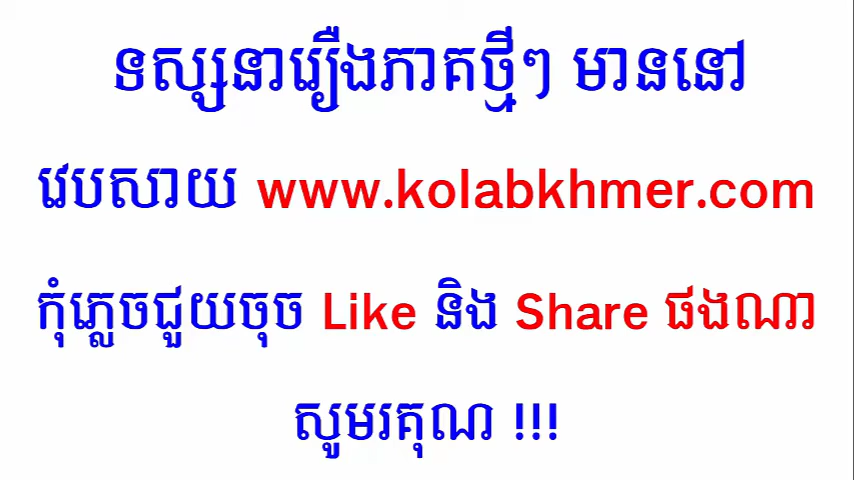 ទស្សនារឿងភាគថ្មីៗ មាននៅ
វេបសាយ www.kolabkhmer.com
កុំភ្លេចជួយចុច Like និង Share ផងណា
សូមអរគុណ !!!